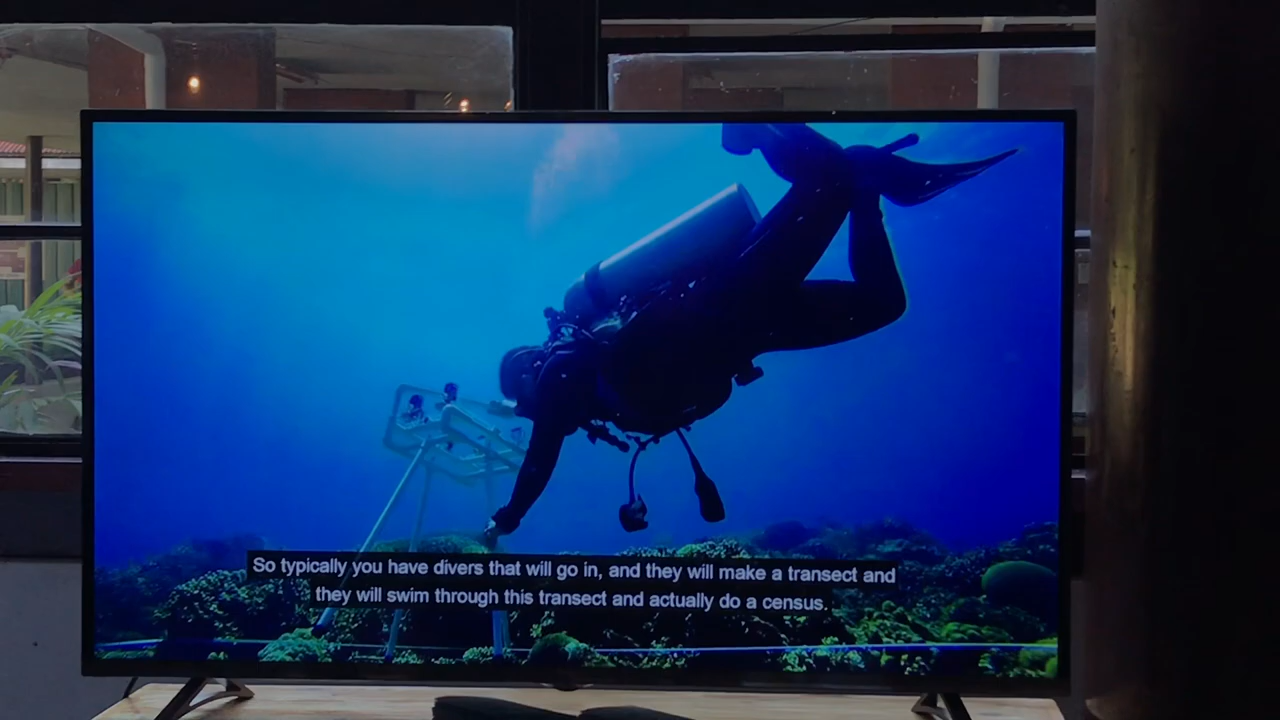 So typically you have divers that will go in, and they will make a transect and
they will swim through this transect and actually do a census.